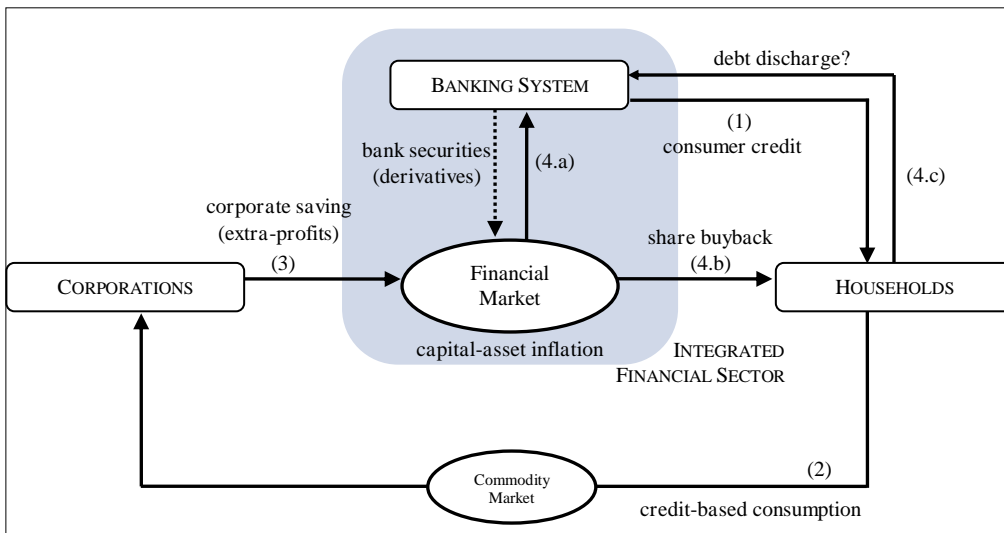 debt discharge?
BANKING SYSTEM
(1)
consumer credit
bank securities
(derivatives)
(4.a)
(4.c)
corporate saving
(extra-profits)
(3)
share buyback
(4.b)
Financial
Market
CORPORATIONS
HOUSEHOLDS
capital-asset inflation
INTEGRATED
FINANCIAL SECTOR
(2)
Commodity
Market
credit-based consumption